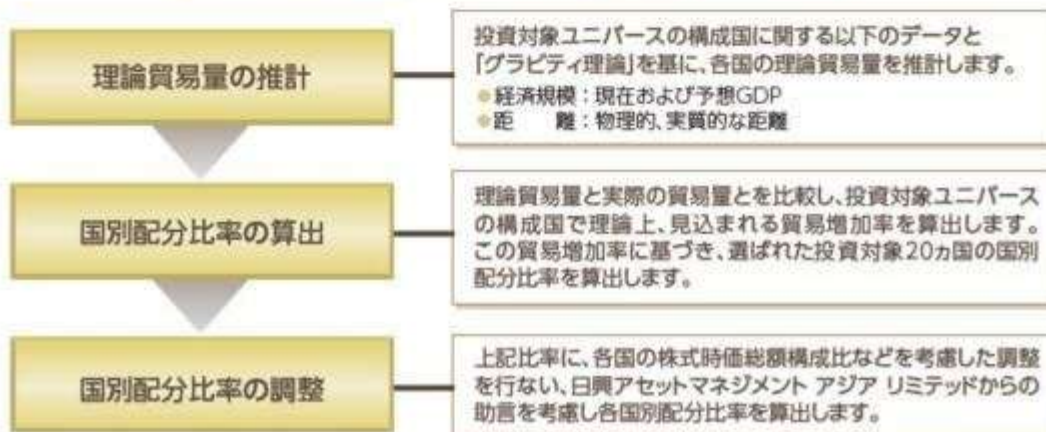 理論貿易量の推計
投資対象ユニバースの構成国に関する以下のデータと
「グラビティ理論」を基に、各国の理論貿易量を推計します。
●経済規模：現在および予想GDP
●距　　離：物理的、実質的な距離
国別配分比率の算出
理論貿易量と実際の貿易量とを比較し、投資対象ユニバース
の構成国で理論上、見込まれる貿易増加率を算出します。
この貿易増加率に基づき、選ばれた投資対象20ヵ国の国別
配分比率を算出します。
国別配分比率の調整
上記比率に、各国の株式時価総額構成比などを考慮した調整
を行ない、日興アセットマネジメント アジア リミテッドからの
助言を考慮し各国別配分比率を算出します。